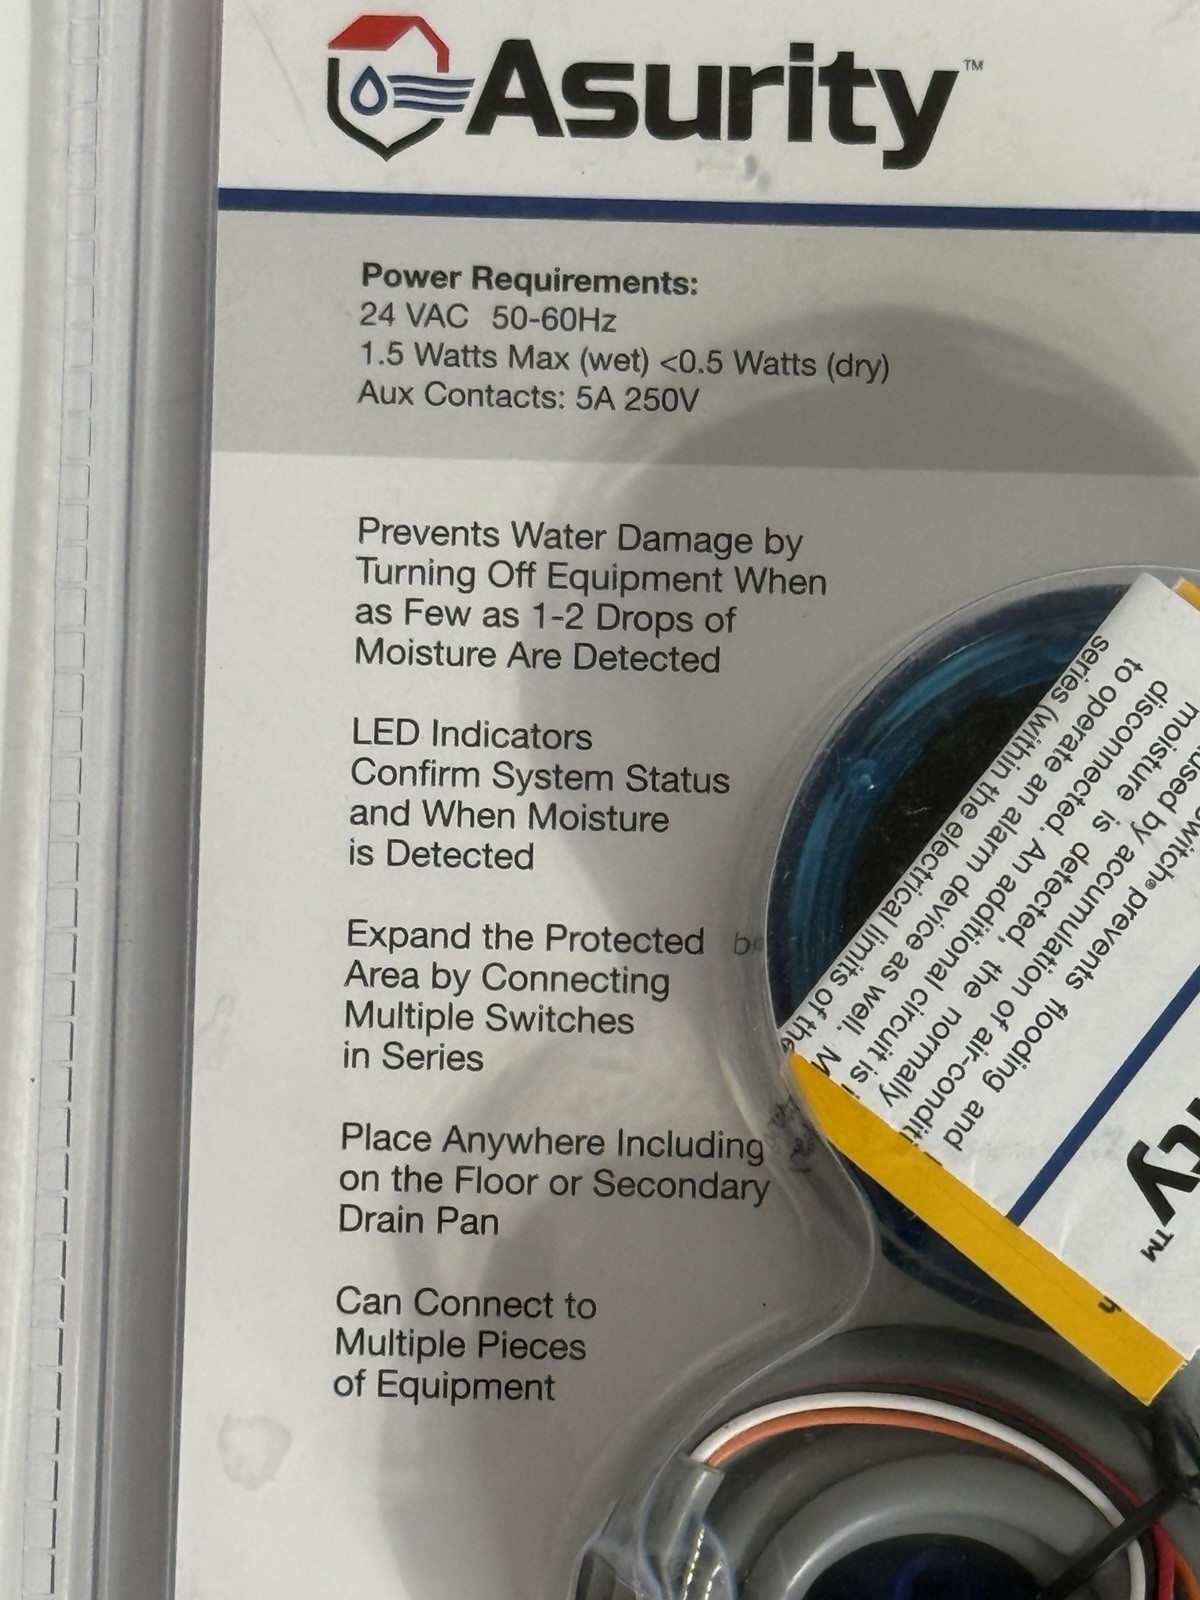 Asurity™
Power Requirements:
24 VAC 50-60Hz
1.5 Watts Max (wet) <0.5 Watts (dry)
Aux Contacts: 5A 250V
Prevents Water Damage by
Turning Off Equipment When
as Few as 1-2 Drops of
Moisture Are Detected
LED Indicators
Confirm System Status
and When Moisture
is Detected
Expand the Protected
Area by Connecting
Multiple Switches
in Series
Place Anywhere Including
on the Floor or Secondary
Drain Pan
Can Connect to
Multiple Pieces
of Equipment
prevents flooding and
by accumulation of
moisture is detected, the normally
disconnected. An additional circuit is
to operate an alarm device as well.
series (within the electrical limits of the
ty™